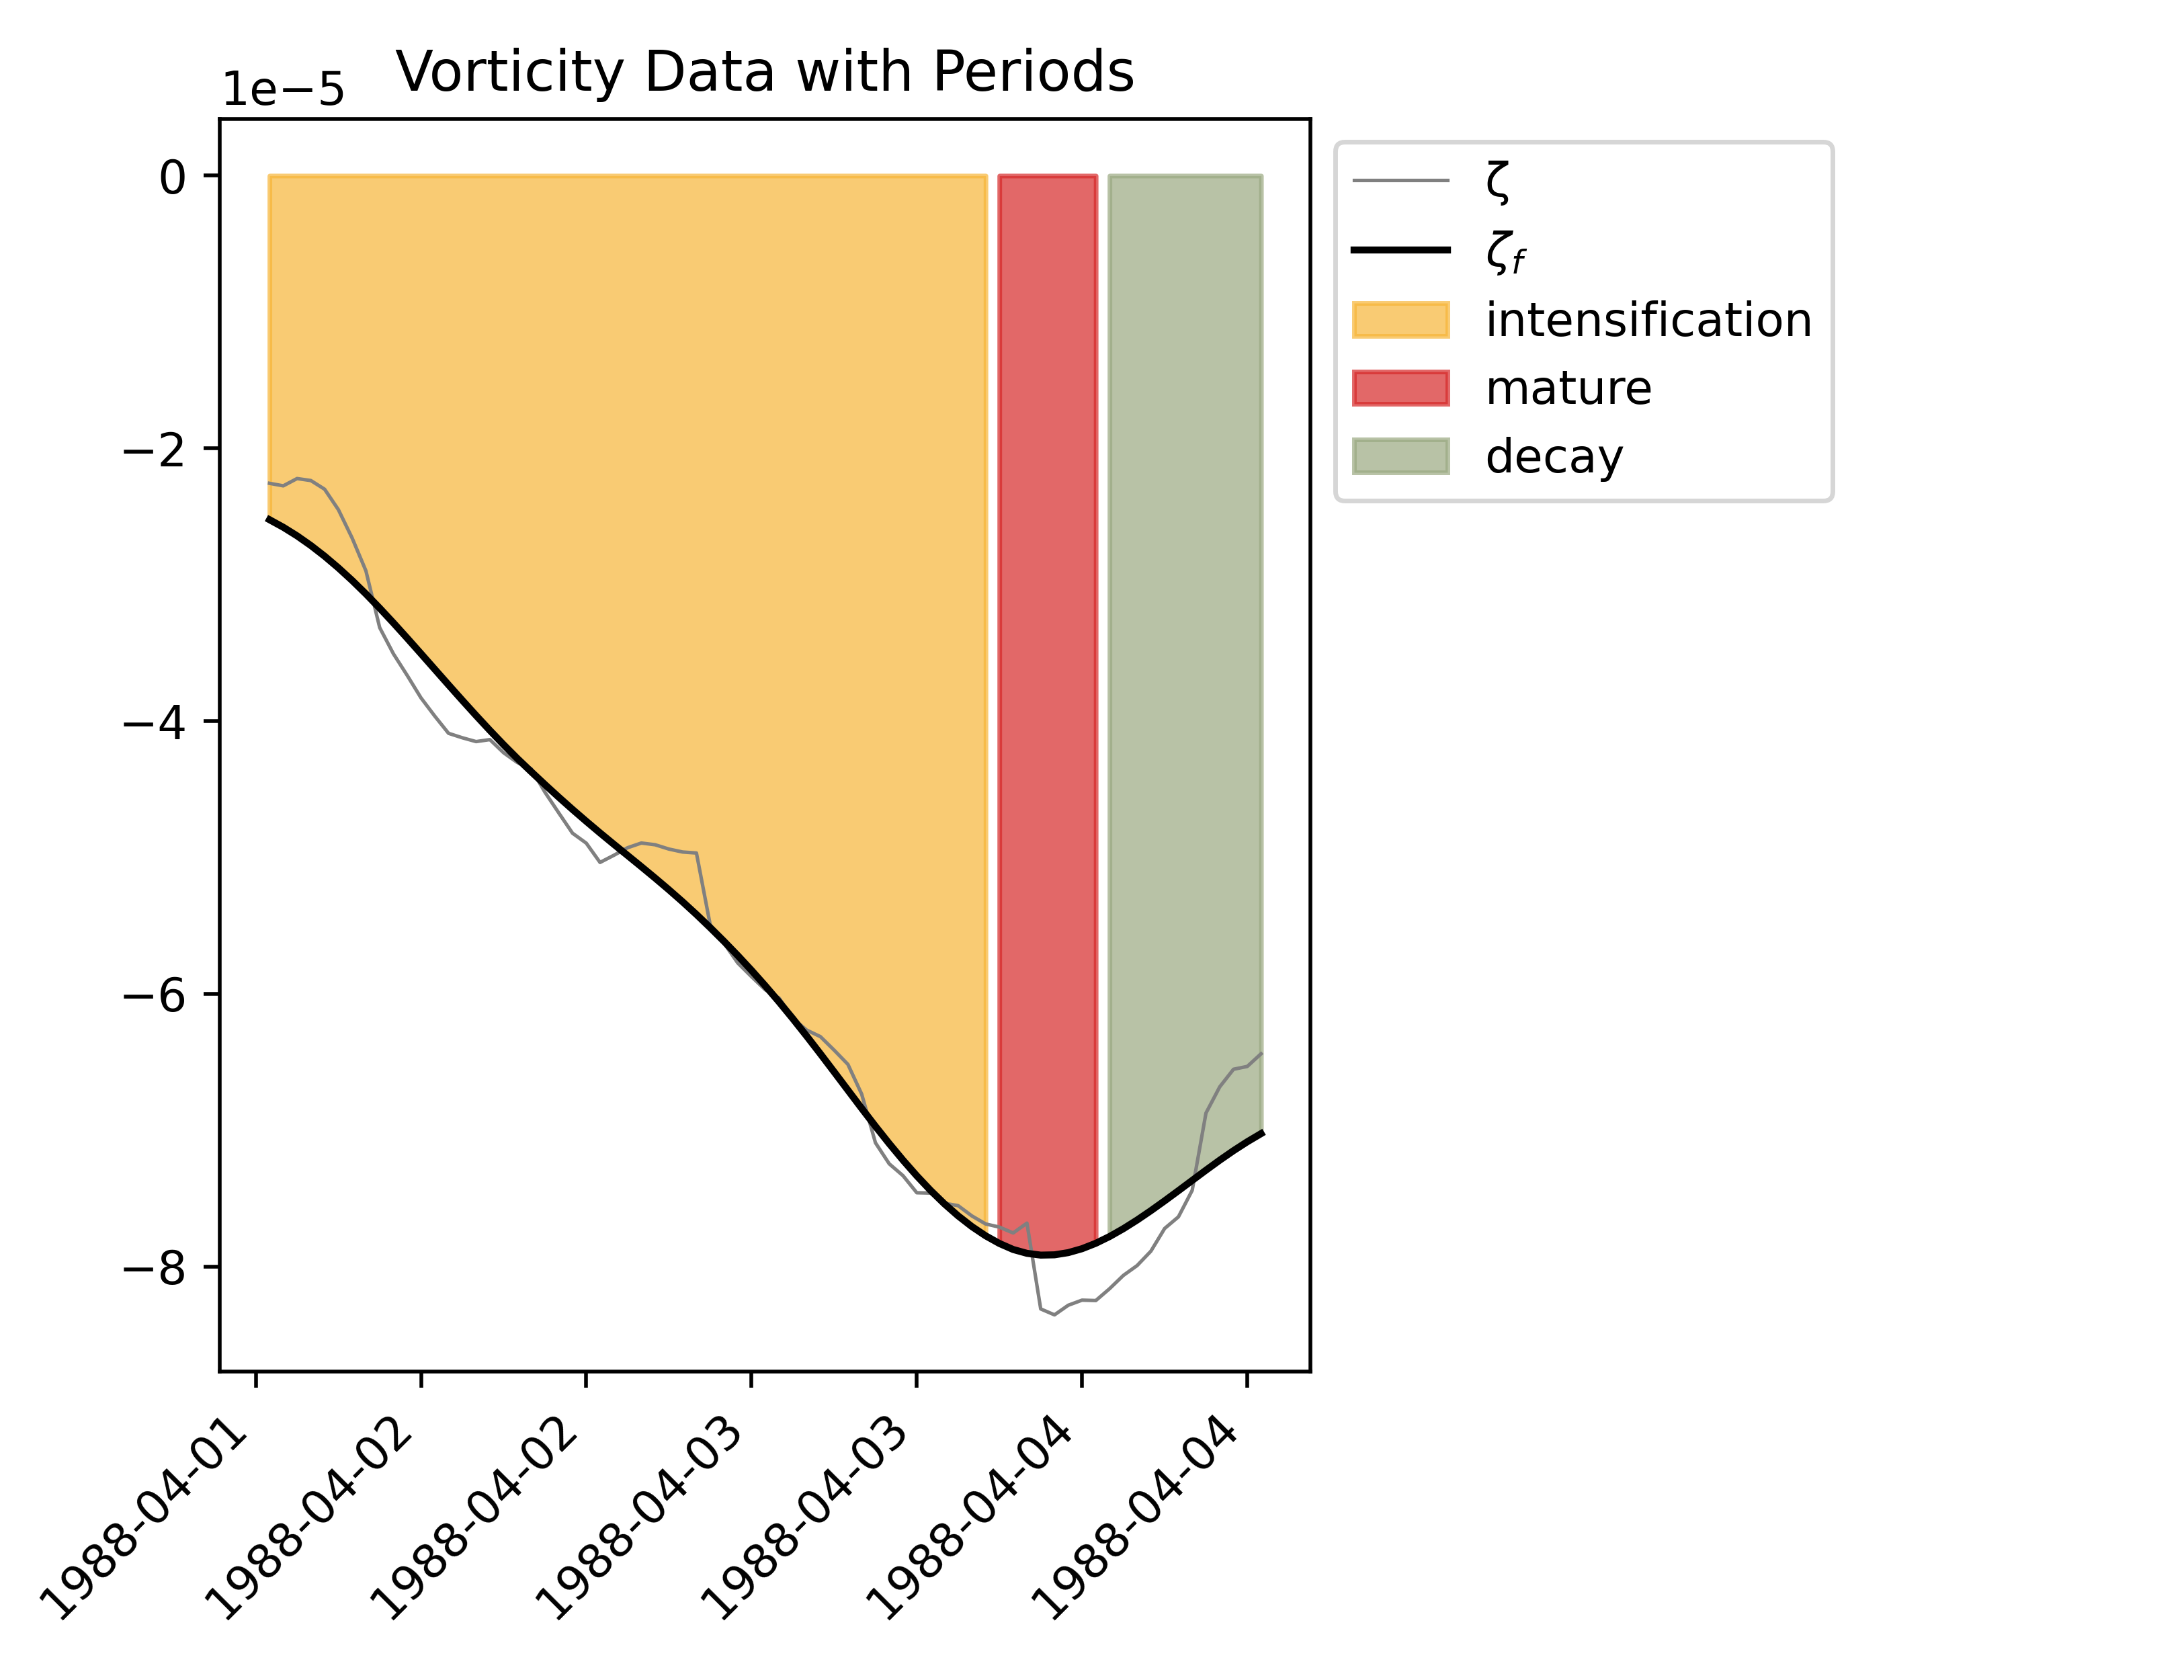 Vorticity Data with Periods
1e−5
0
−2
−4
−6
−8
1988-04-01
1988-04-02
1988-04-02
1988-04-03
1988-04-03
1988-04-04
1988-04-04
ζ
ζf
intensification
mature
decay